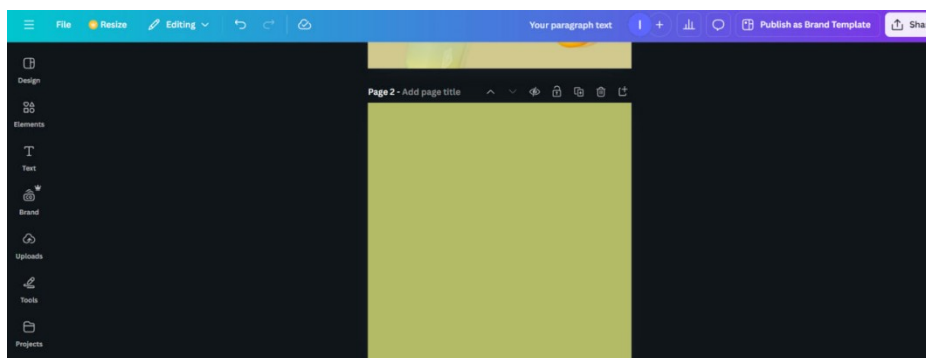 File Resize Editing Your paragraph text I + Publish as Brand Template Sha
Design
Page 2 - Add page title
Elements
T
Text
Brand
Uploads
Tools
Projects